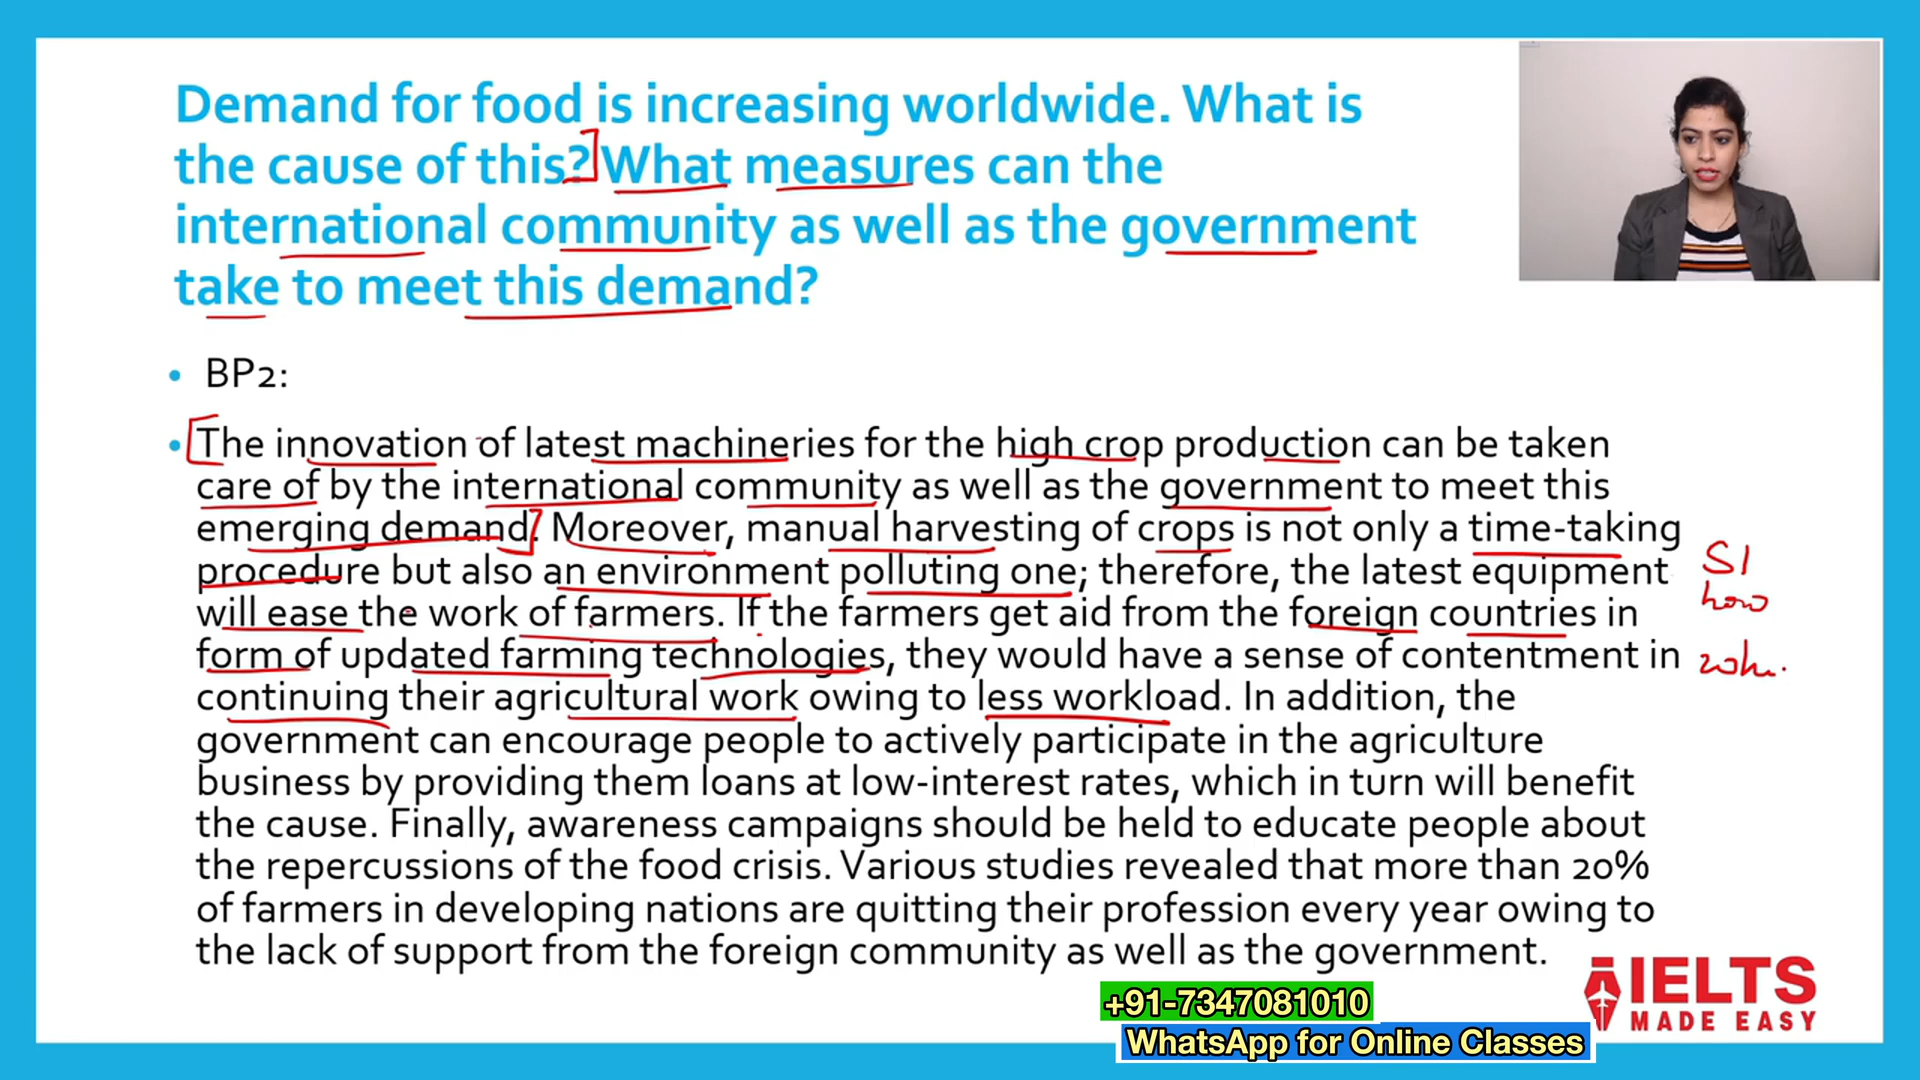 Demand for food is increasing worldwide. What is
the cause of this? What measures can the
international community as well as the government
take to meet this demand?
• BP2:
• The innovation of latest machineries for the high crop production can be taken
care of by the international community as well as the government to meet this
emerging demand. Moreover, manual harvesting of crops is not only a time-taking
procedure but also an environment polluting one; therefore, the latest equipment
will ease the work of farmers. If the farmers get aid from the foreign countries in
form of updated farming technologies, they would have a sense of contentment in
continuing their agricultural work owing to less workload. In addition, the
government can encourage people to actively participate in the agriculture
business by providing them loans at low-interest rates, which in turn will benefit
the cause. Finally, awareness campaigns should be held to educate people about
the repercussions of the food crisis. Various studies revealed that more than 20%
of farmers in developing nations are quitting their profession every year owing to
the lack of support from the foreign community as well as the government.
S1
how
IELTS
MADE EASY
+91-7347081010
WhatsApp for Online Classes